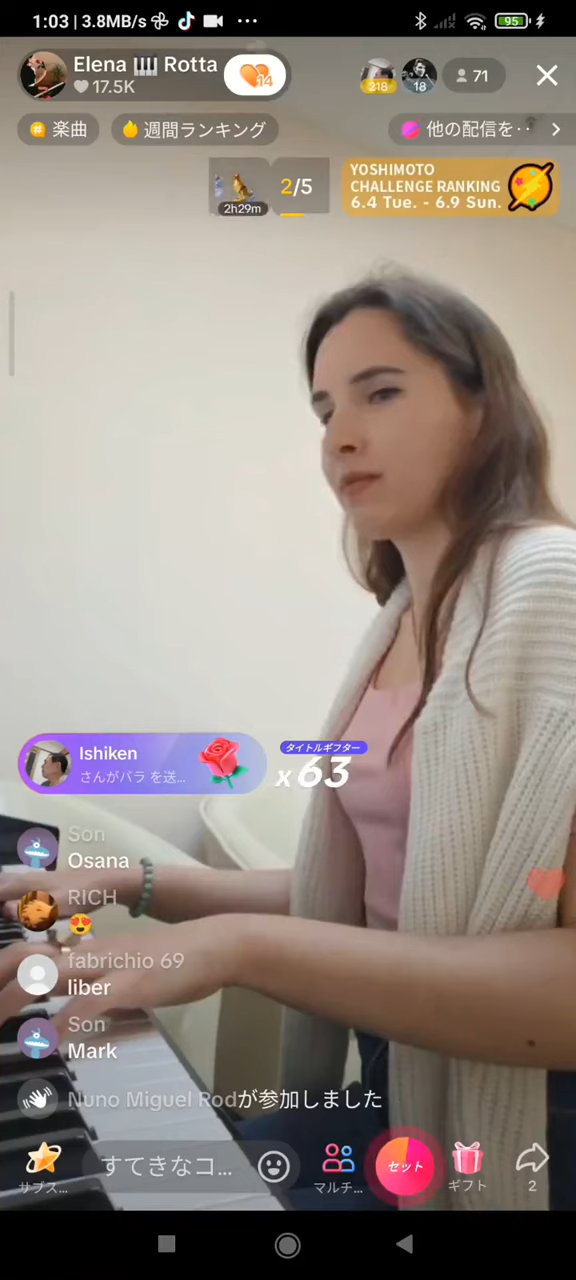 1:03 | 3.8MB/s
95
Elena 🎹 Rotta
17.5K
14
218
18
71
楽曲
週間ランキング
他の配信を‥
2h29m
2/5
YOSHIMOTO
CHALLENGE RANKING
6.4 Tue. - 6.9 Sun.
Ishiken
さんがバラ を送...
タイトルギフター
x63
Son
Osana
RICH
😍
fabrichio 69
liber
Son
Mark
Nuno Miguel Rodが参加しました
サブス...
すてきなコ...
マルチ...
セット
ギフト
2